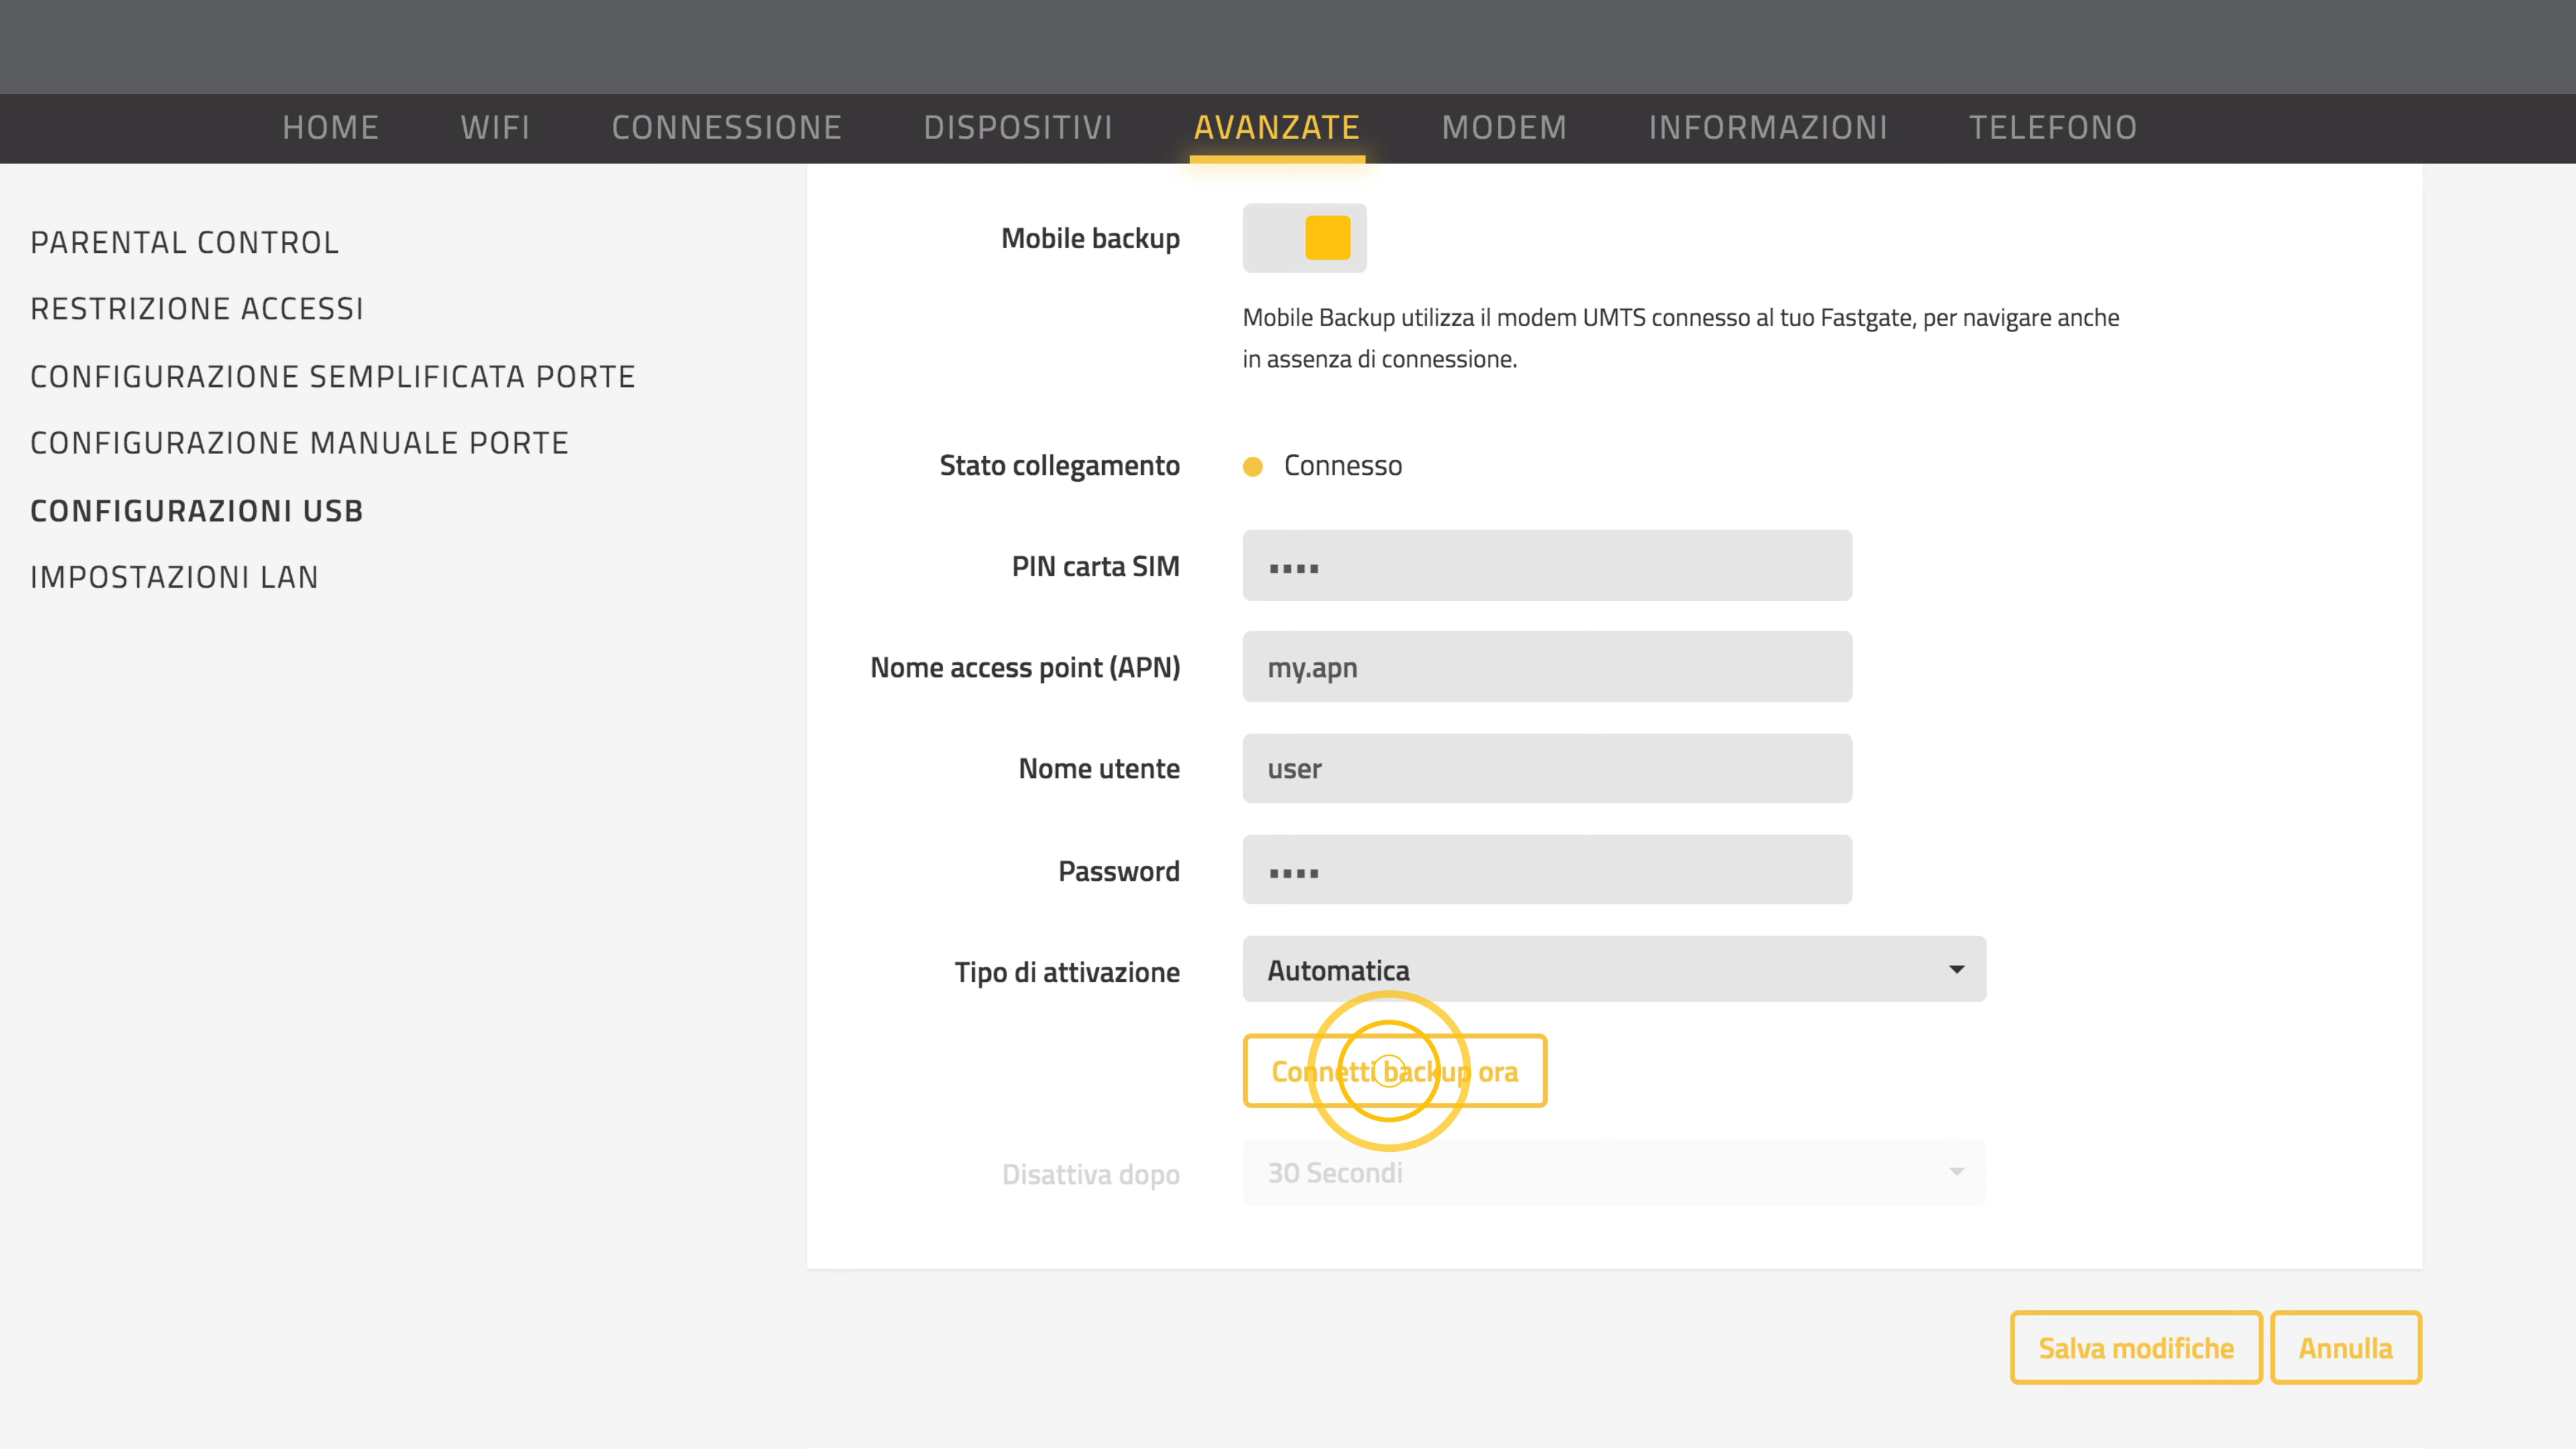 HOME WIFI CONNESSIONE DISPOSITIVI AVANZATE MODEM INFORMAZIONI TELEFONO
PARENTAL CONTROL
RESTRIZIONE ACCESSI
CONFIGURAZIONE SEMPLIFICATA PORTE
CONFIGURAZIONE MANUALE PORTE
CONFIGURAZIONI USB
IMPOSTAZIONI LAN
Mobile backup
Mobile Backup utilizza il modem UMTS connesso al tuo Fastgate, per navigare anche
in assenza di connessione.
Stato collegamento Connesso
PIN carta SIM ····
Nome access point (APN) my.apn
Nome utente user
Password ····
Tipo di attivazione Automatica
Connetti backup ora
Disattiva dopo 30 Secondi
Salva modifiche Annulla